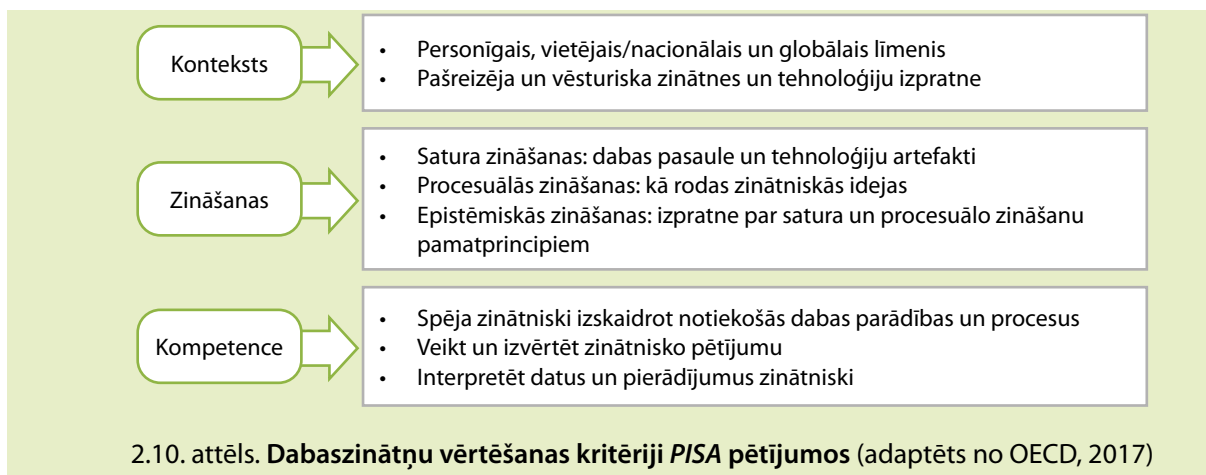 Konteksts
• Personīgais, vietējais/nacionālais un globālais līmenis
• Pašreizēja un vēsturiska zinātnes un tehnoloģiju izpratne
Zināšanas
• Satura zināšanas: dabas pasaule un tehnoloģiju artefakti
• Procesuālās zināšanas: kā rodas zinātniskās idejas
• Epistēmiskās zināšanas: izpratne par satura un procesuālo zināšanu
pamatprincipiem
Kompetence
• Spēja zinātniski izskaidrot notiekošās dabas parādības un procesus
• Veikt un izvērtēt zinātnisko pētījumu
• Interpretēt datus un pierādījumus zinātniski
2.10. attēls. Dabaszinātņu vērtēšanas kritēriji PISA pētījumos (adaptēts no OECD, 2017)